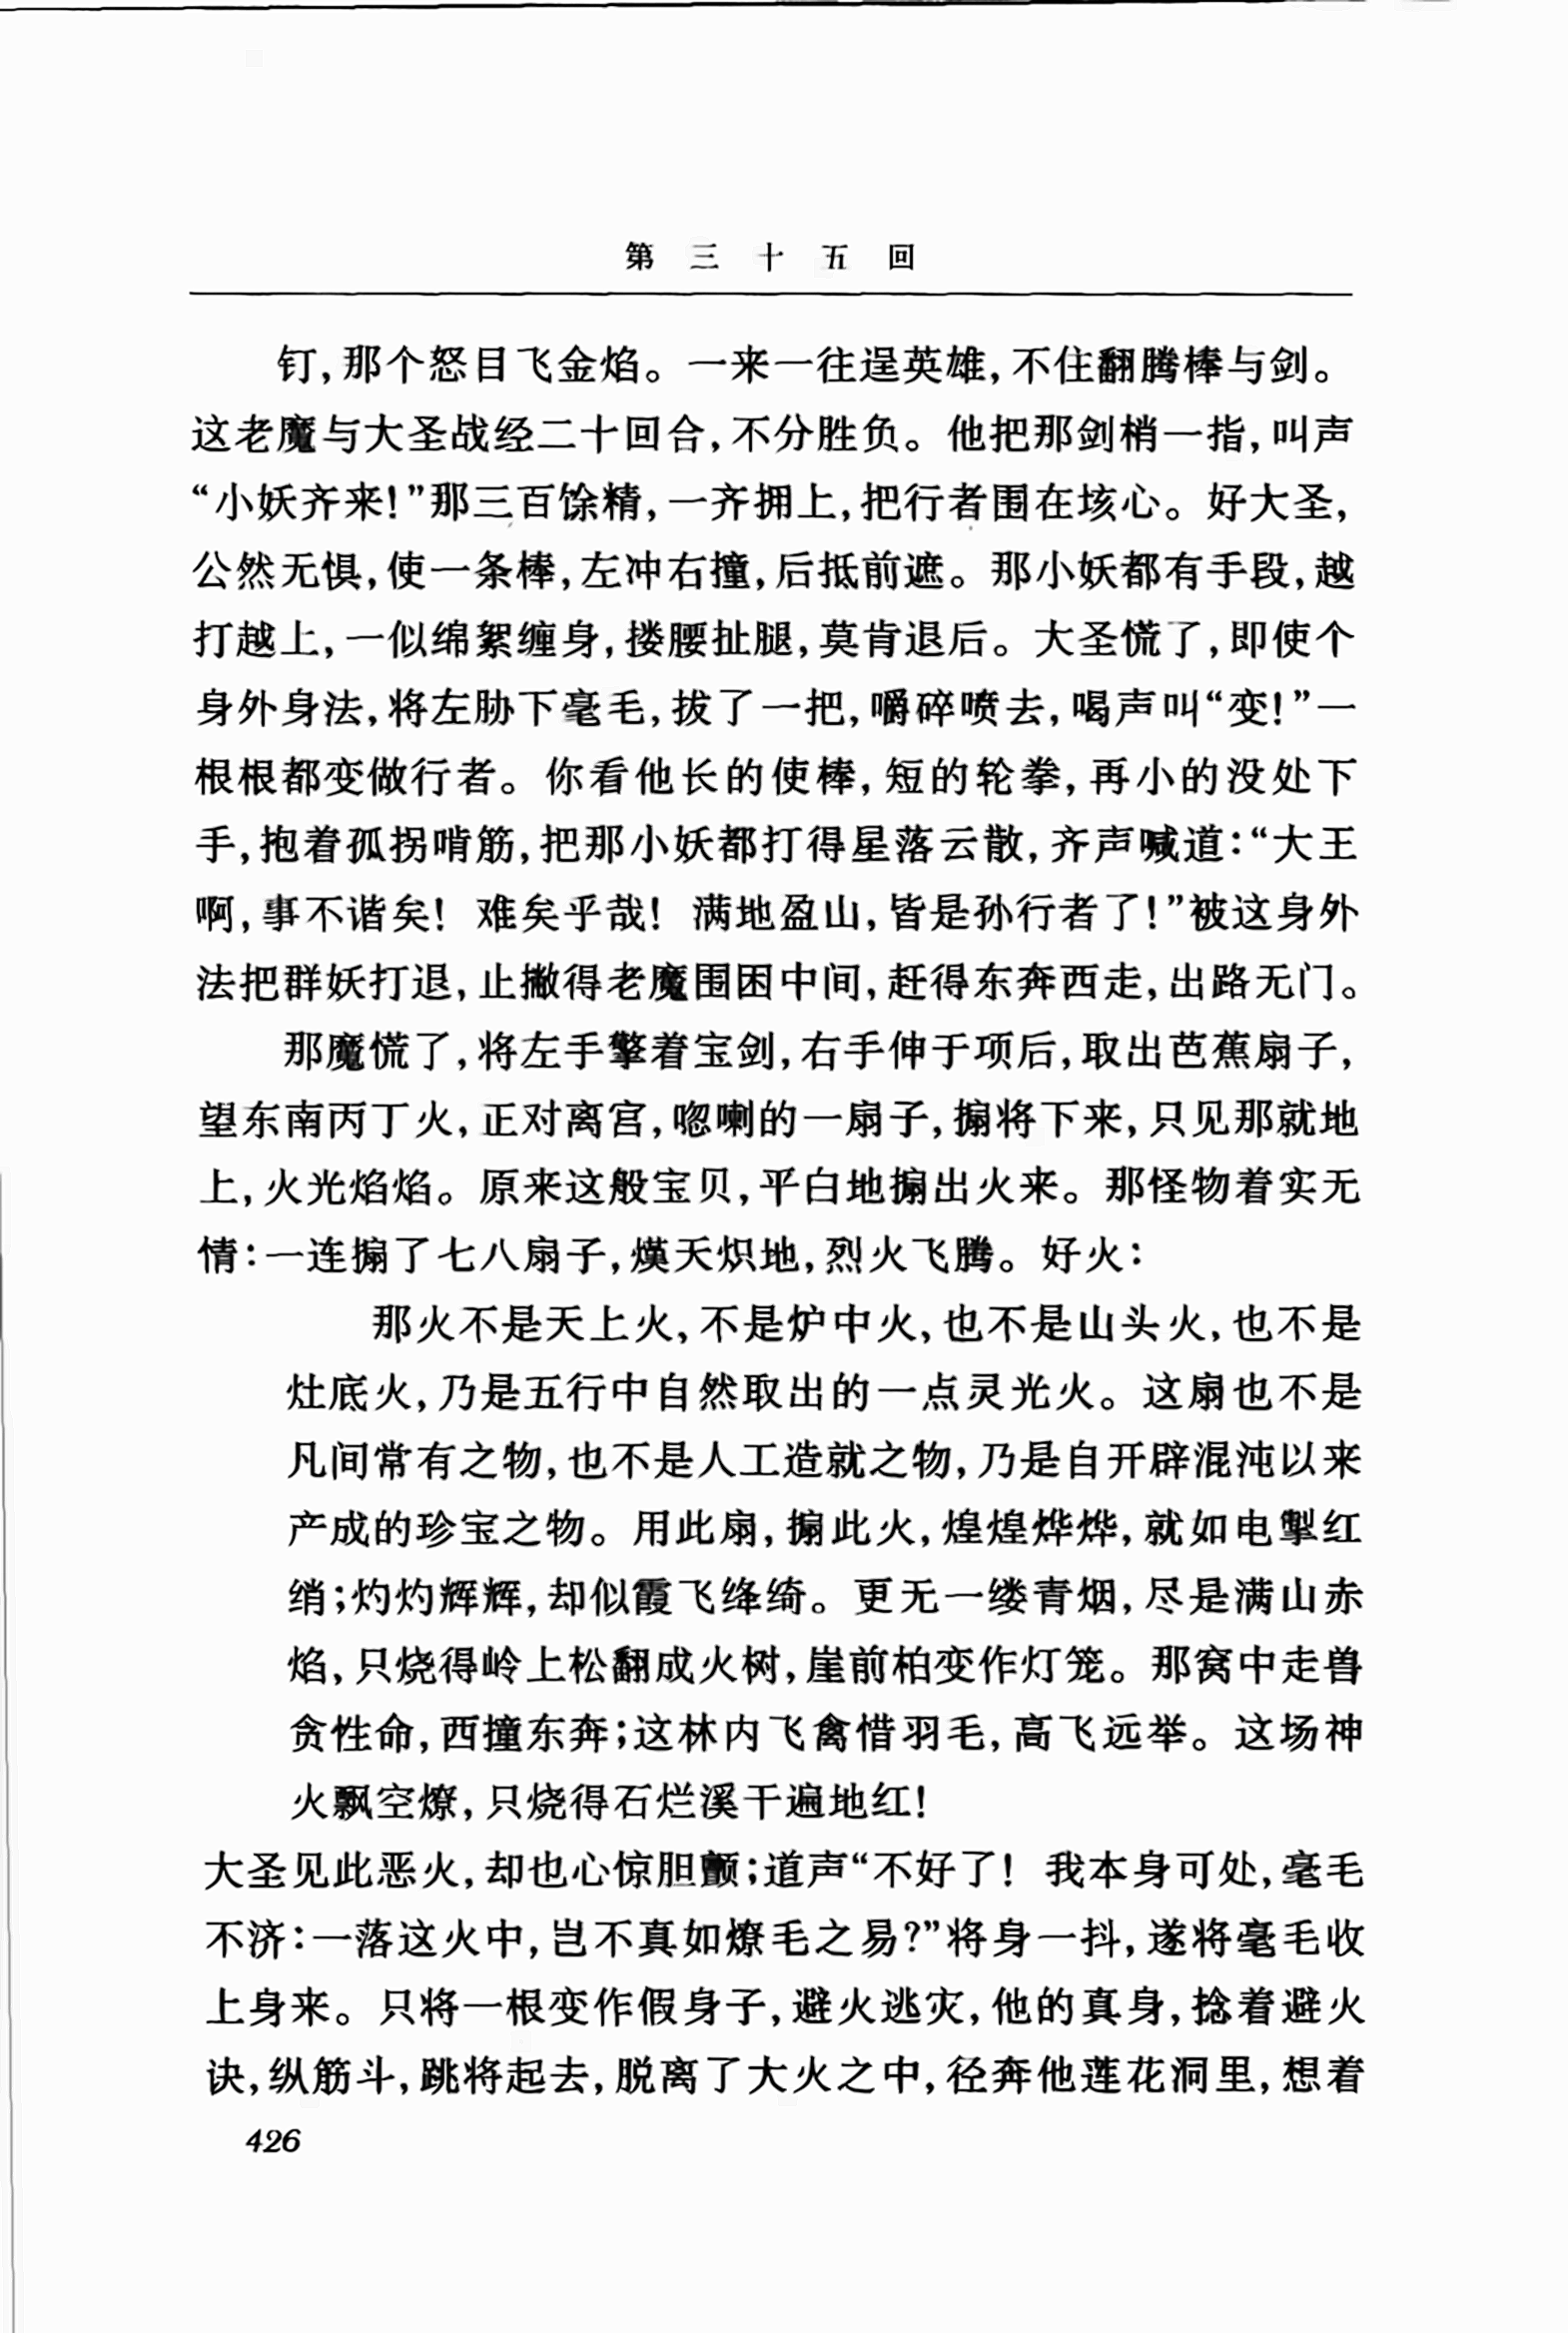 第三十五回
钉,那个怒目飞金焰。一来一往逞英雄,不住翻腾棒与剑。
这老魔与大圣战经二十回合,不分胜负。他把那剑梢一指,叫声
“小妖齐来!”那三百馀精,一齐拥上,把行者围在垓心。好大圣,
公然无惧,使一条棒,左冲右撞,后抵前遮。那小妖都有手段,越
打越上,一似绵絮缠身,搂腰扯腿,莫肯退后。大圣慌了,即使个
身外身法,将左胁下毫毛,拔了一把,嚼碎喷去,喝声叫“变!”一
根根都变做行者。你看他长的使棒,短的轮拳,再小的没处下
手,抱着孤拐啃筋,把那小妖都打得星落云散,齐声喊道:“大王
啊,事不谐矣! 难矣乎哉! 满地盈山,皆是孙行者了!”被这身外
法把群妖打退,止撇得老魔围困中间,赶得东奔西走,出路无门。
那魔慌了,将左手擎着宝剑,右手伸于项后,取出芭蕉扇子,
望东南丙丁火,正对离宫,唿喇的一扇子,搧将下来,只见那就地
上,火光焰焰。原来这般宝贝,平白地搧出火来。那怪物着实无
情:一连搧了七八扇子,熯天炽地,烈火飞腾。好火:
那火不是天上火,不是炉中火,也不是山头火,也不是
灶底火,乃是五行中自然取出的一点灵光火。这扇也不是
凡间常有之物,也不是人工造就之物,乃是自开辟混沌以来
产成的珍宝之物。用此扇,搧此火,煌煌烨烨,就如电掣红
绡;灼灼辉辉,却似霞飞绛绮。更无一缕青烟,尽是满山赤
焰,只烧得岭上松翻成火树,崖前柏变作灯笼。那窝中走兽
贪性命,西撞东奔;这林内飞禽惜羽毛,高飞远举。这场神
火飘空燎,只烧得石烂溪干遍地红!
大圣见此恶火,却也心惊胆颤;道声“不好了! 我本身可处,毫毛
不济:一落这火中,岂不真如燎毛之易?”将身一抖,遂将毫毛收
上身来。只将一根变作假身子,避火逃灾,他的真身,捻着避火
诀,纵筋斗,跳将起去,脱离了大火之中,径奔他莲花洞里,想着
426